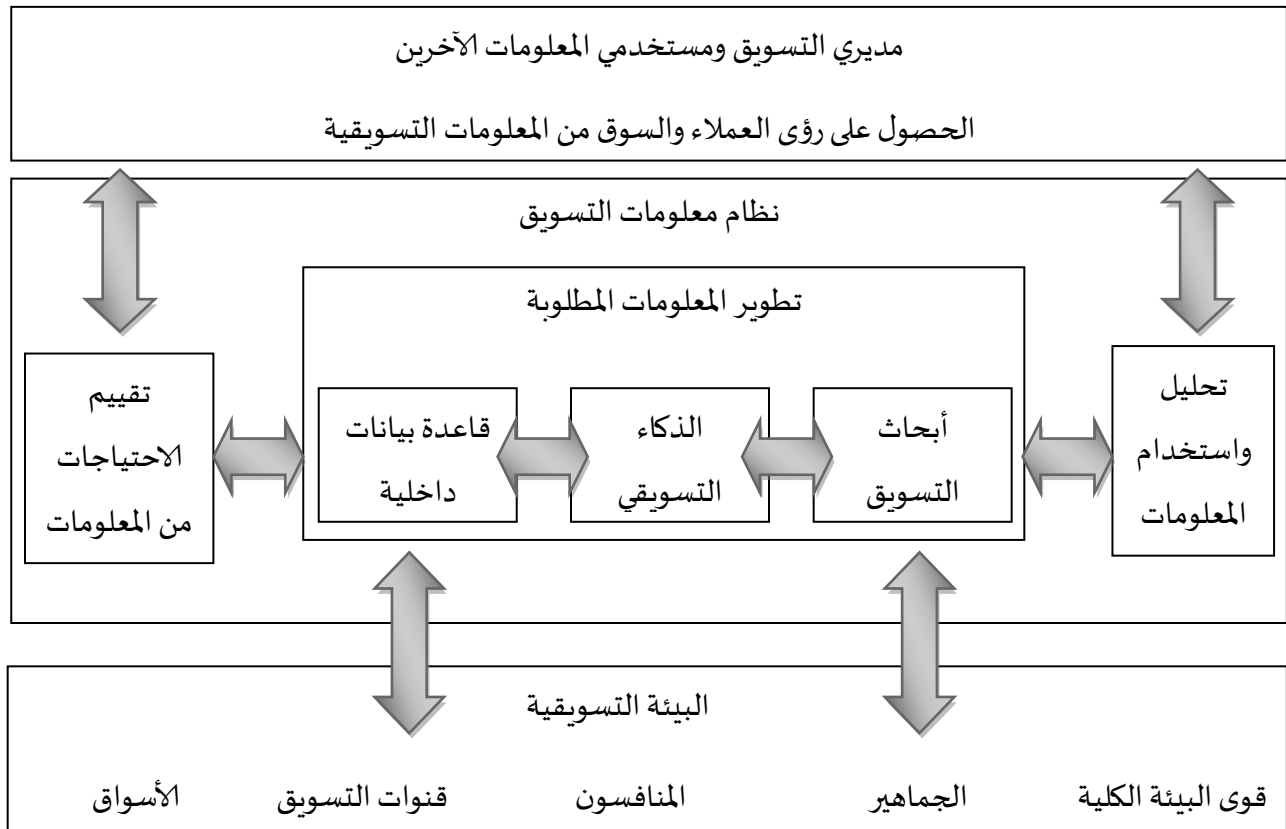 مديري التسويق ومستخدمي المعلومات الآخرين
الحصول على رؤى العملاء والسوق من المعلومات التسويقية
نظام معلومات التسويق
تطوير المعلومات المطلوبة
تحليل
واستخدام
المعلومات
أبحاث
التسويق
الذكاء
التسويقي
قاعدة بيانات
داخلية
تقييم
الاحتياجات
من المعلومات
البيئة التسويقية
قوى البيئة الكلية
الجماهير
المنافسون
قنوات التسويق
الأسواق